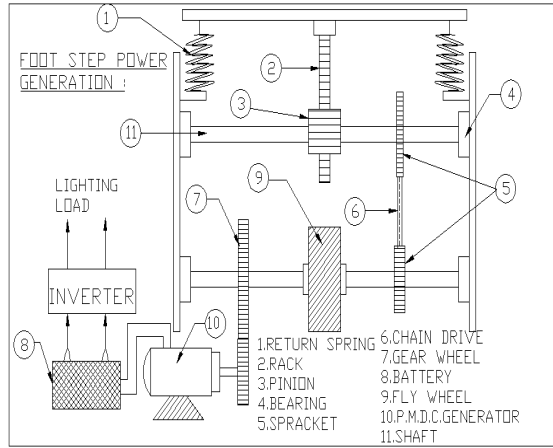 1
FOOT STEP POWER
GENERATION :
2
3
4
11
LIGHTING
LOAD
5
9
6
7
INVERTER
10
8
1.RETURN SPRING
2.RACK
3.PINION
4.BEARING
5.SPRACKET
6.CHAIN DRIVE
7.GEAR WHEEL
8.BATTERY
9.FLY WHEEL
10.P.M.D.C.GENERATOR
11.SHAFT